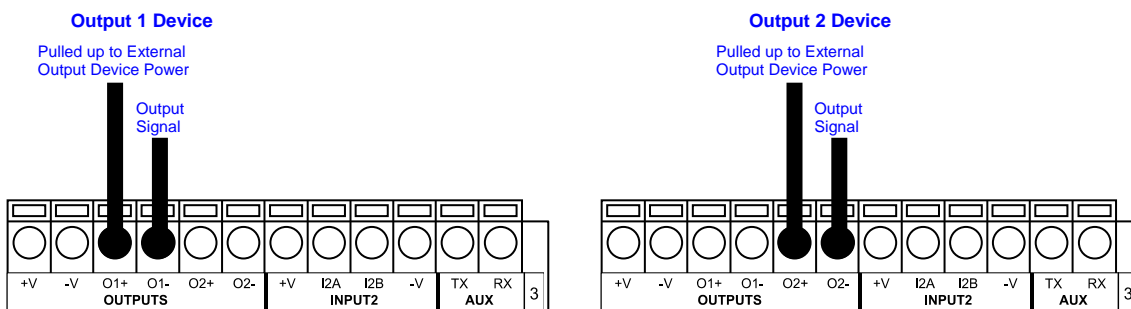 Output 1 Device
Pulled up to External
Output Device Power
Output
Signal
+V -V O1+ O1- O2+ O2- +V I2A I2B -V TX RX
OUTPUTS INPUT2 AUX 3
Output 2 Device
Pulled up to External
Output Device Power
Output
Signal
+V -V O1+ O1- O2+ O2- +V I2A I2B -V TX RX
OUTPUTS INPUT2 AUX 3